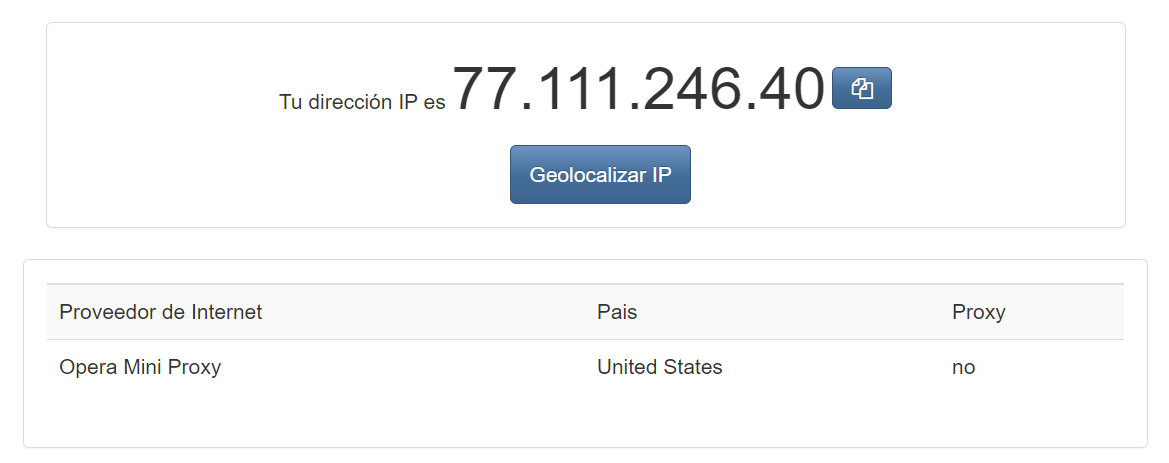 Tu dirección IP es 77.111.246.40
Geolocalizar IP
Proveedor de Internet Pais Proxy
Opera Mini Proxy United States no